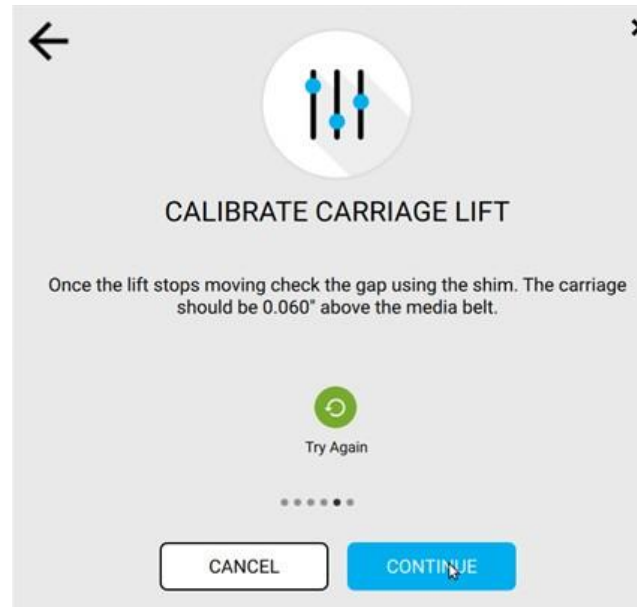 CALIBRATE CARRIAGE LIFT
Once the lift stops moving check the gap using the shim. The carriage
should be 0.060" above the media belt.
Try Again
CANCEL
CONTINUE